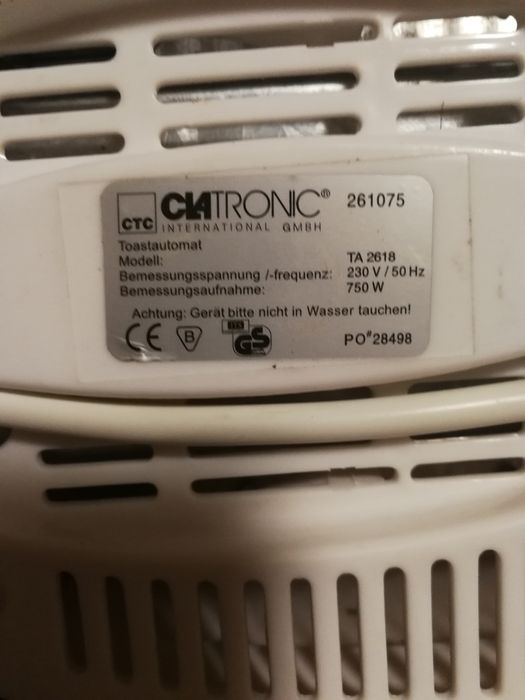 CTC CLATRONIC® 261075
INTERNATIONAL GMBH
Toastautomat
Modell: TA 2618
Bemessungsspannung /-frequenz: 230 V / 50 Hz
Bemessungsaufnahme: 750 W
Achtung: Gerät bitte nicht in Wasser tauchen!
CE B ITS GS PO#28498